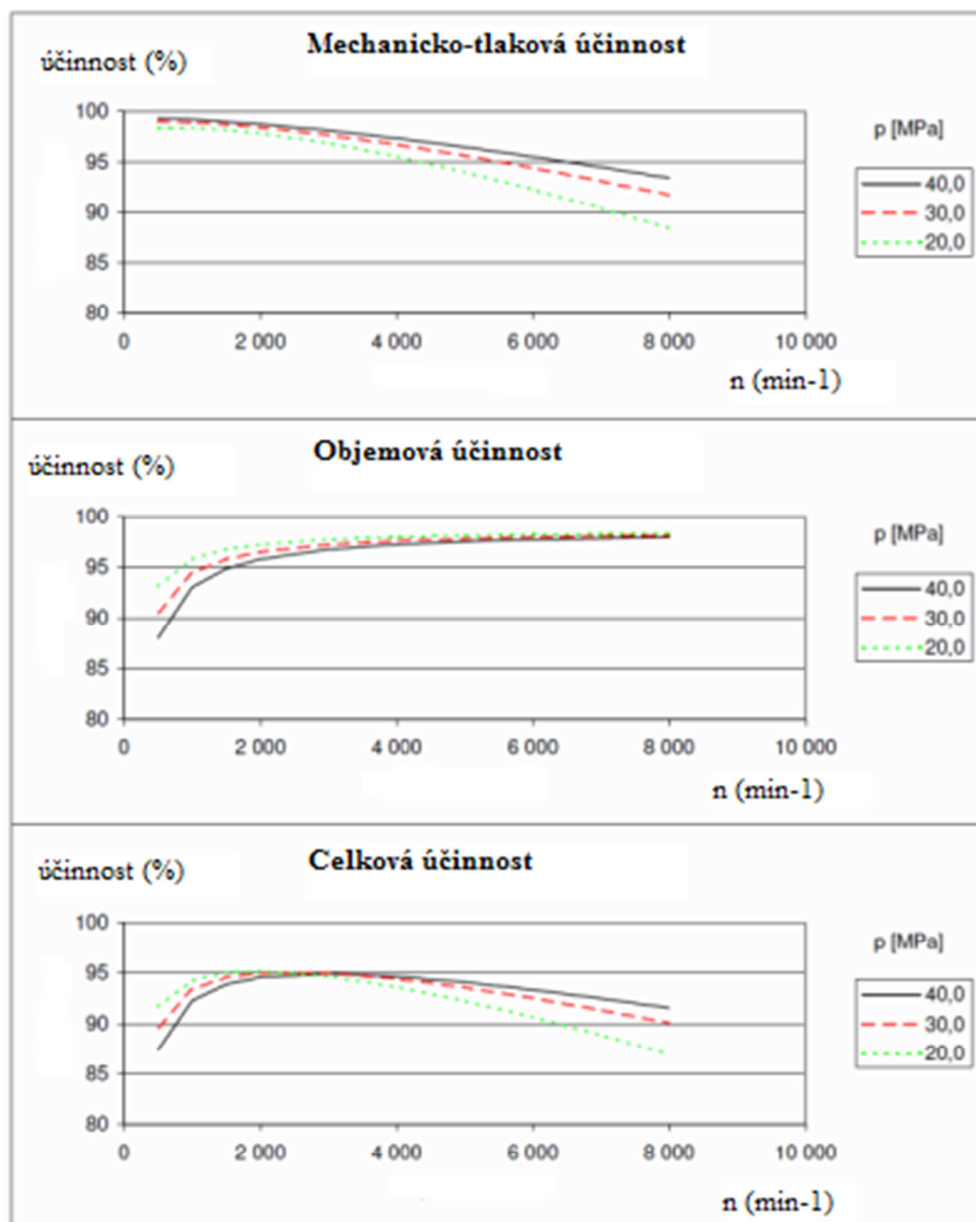 Mechanicko-tlaková účinnost
účinnost (%)
100
95
90
85
80
0 2 000 4 000 6 000 8 000 10 000
n (min-1)
p [MPa]
40,0
30,0
20,0
Objemová účinnost
účinnost (%)
100
95
90
85
80
0 2 000 4 000 6 000 8 000 10 000
n (min-1)
p [MPa]
40,0
30,0
20,0
Celková účinnost
účinnost (%)
100
95
90
85
80
0 2 000 4 000 6 000 8 000 10 000
n (min-1)
p [MPa]
40,0
30,0
20,0